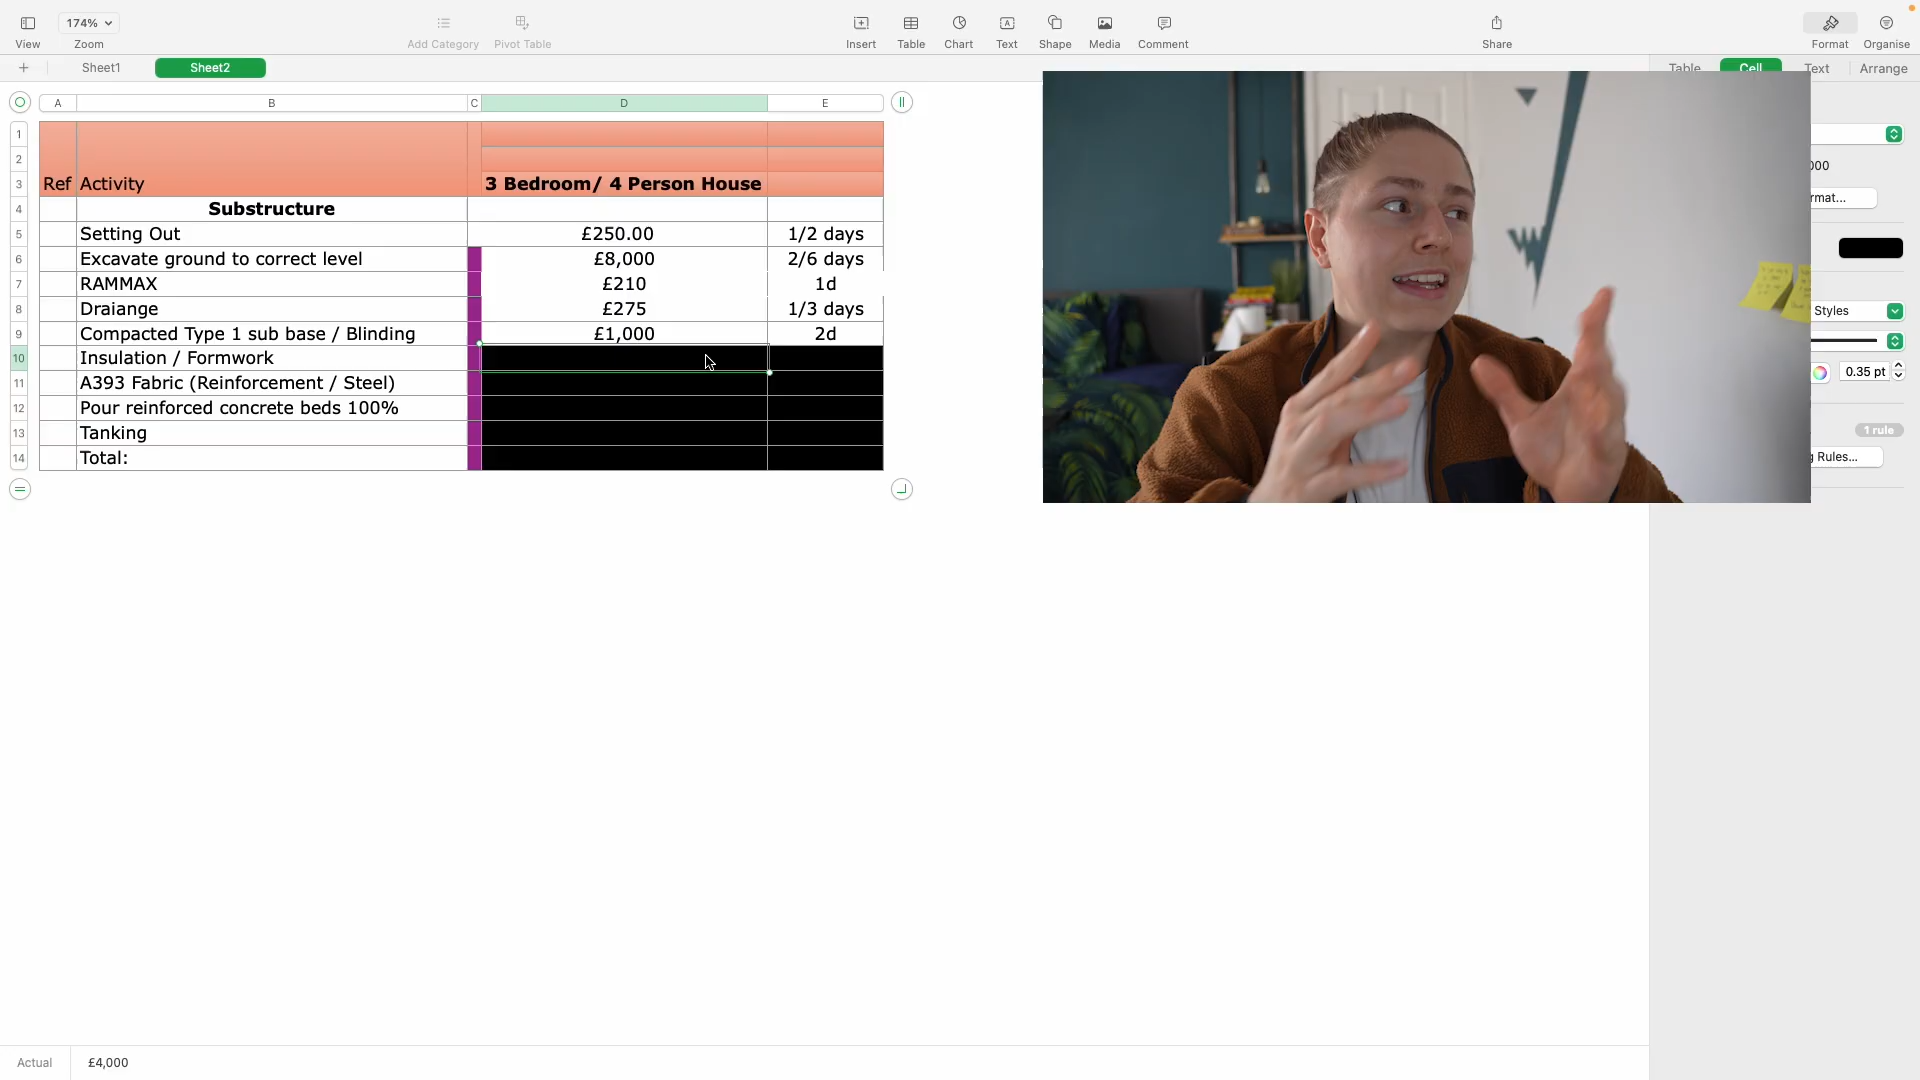 174%
View
Zoom
Add Category
Pivot Table
Insert
Table
Chart
Text
Shape
Media
Comment
Share
Format
Organise
Sheet1
Sheet2
Table
Cell
Text
Arrange
A
B
C
D
E
1
2
3 Ref Activity 3 Bedroom/ 4 Person House
4 Substructure
5 Setting Out £250.00 1/2 days
6 Excavate ground to correct level £8,000 2/6 days
7 RAMMAX £210 1d
8 Draiange £275 1/3 days
9 Compacted Type 1 sub base / Blinding £1,000 2d
10 Insulation / Formwork
11 A393 Fabric (Reinforcement / Steel)
12 Pour reinforced concrete beds 100%
13 Tanking
14 Total:
000
rmat...
Styles
0.35 pt
1 rule
g Rules...
Actual £4,000